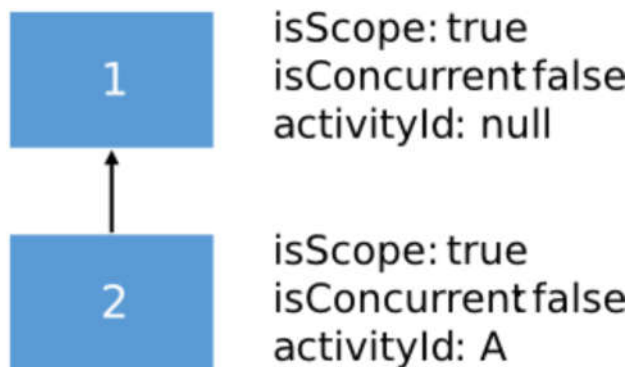 1
isScope: true
isConcurrent false
activityId: null
2
isScope: true
isConcurrent false
activityId: A